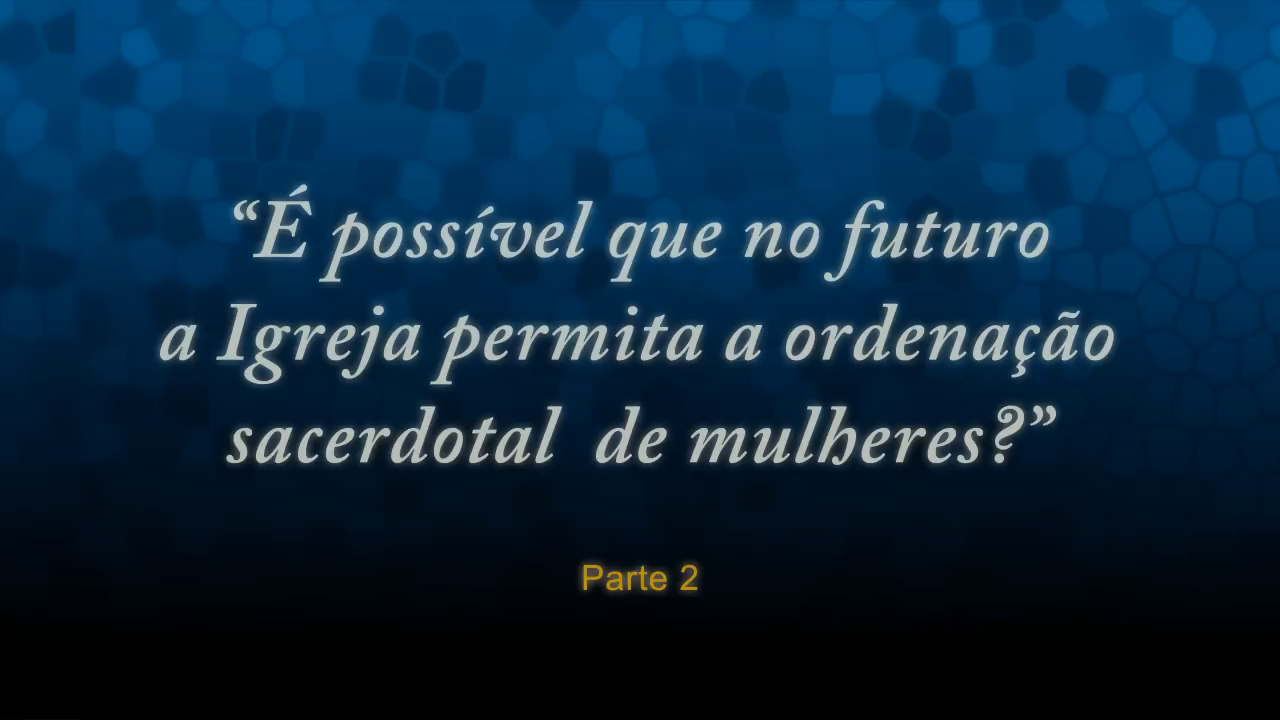 “É possível que no futuro
a Igreja permita a ordenação
sacerdotal de mulheres?”
Parte 2